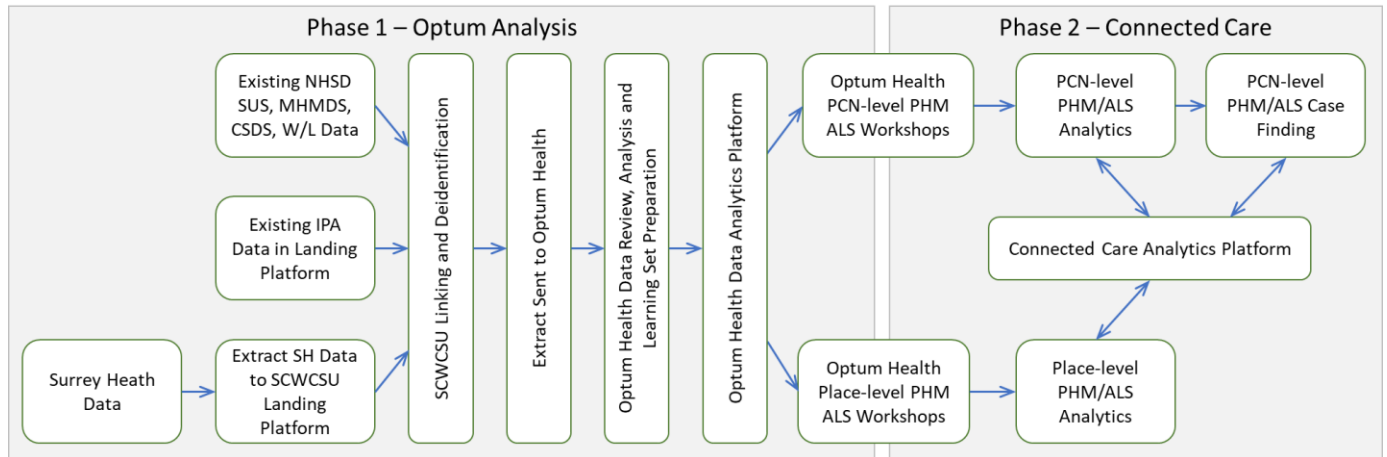 Phase 1 – Optum Analysis
Existing NHSD
SUS, MHMDS,
CSDS, W/L Data
Existing IPA
Data in Landing
Platform
Surrey Heath
Data
Extract SH Data
to SCWCSU
Landing
Platform
SCWCSU Linking and Deidentification
Extract Sent to Optum Health
Optum Health Data Review, Analysis and
Learning Set Preparation
Optum Health Data Analytics Platform
Optum Health
PCN-level PHM
ALS Workshops
Optum Health
Place-level PHM
ALS Workshops
Phase 2 – Connected Care
PCN-level
PHM/ALS
Analytics
PCN-level
PHM/ALS Case
Finding
Connected Care Analytics Platform
Place-level
PHM/ALS
Analytics